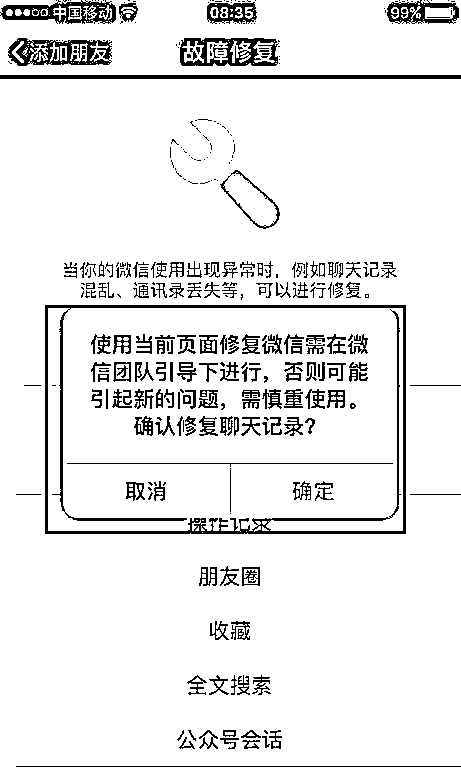 中国移动 08:35 99%
添加朋友 故障修复
当你的微信使用出现异常时，例如聊天记录
混乱、通讯录丢失等，可以进行修复。
使用当前页面修复微信需在微
信团队引导下进行，否则可能
引起新的问题，需慎重使用。
确认修复聊天记录？
取消 确定
操作记录
朋友圈
收藏
全文搜索
公众号会话